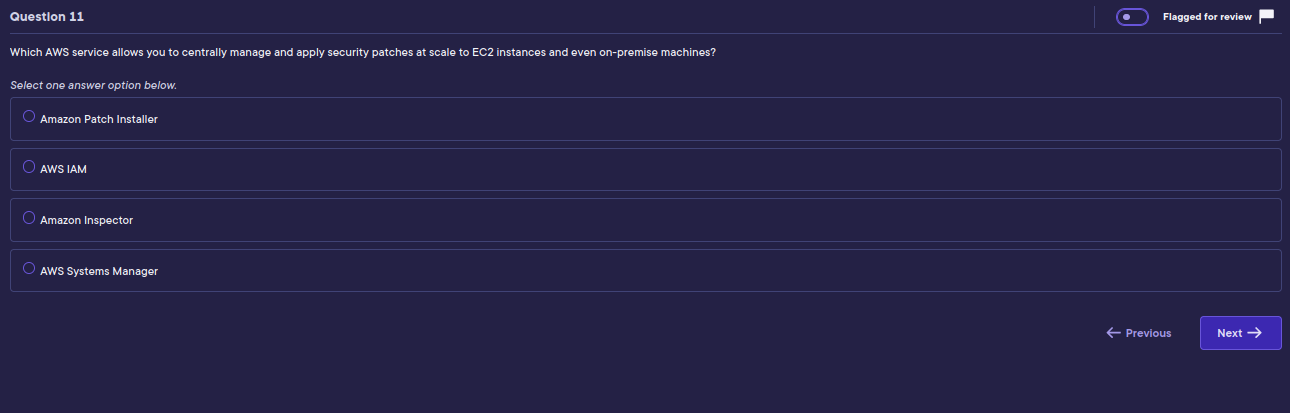 Question 11
Flagged for review
Which AWS service allows you to centrally manage and apply security patches at scale to EC2 instances and even on-premise machines?
Select one answer option below.
Amazon Patch Installer
AWS IAM
Amazon Inspector
AWS Systems Manager
Previous
Next